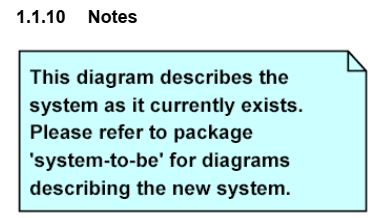 1.1.10 Notes
This diagram describes the
system as it currently exists.
Please refer to package
'system-to-be' for diagrams
describing the new system.